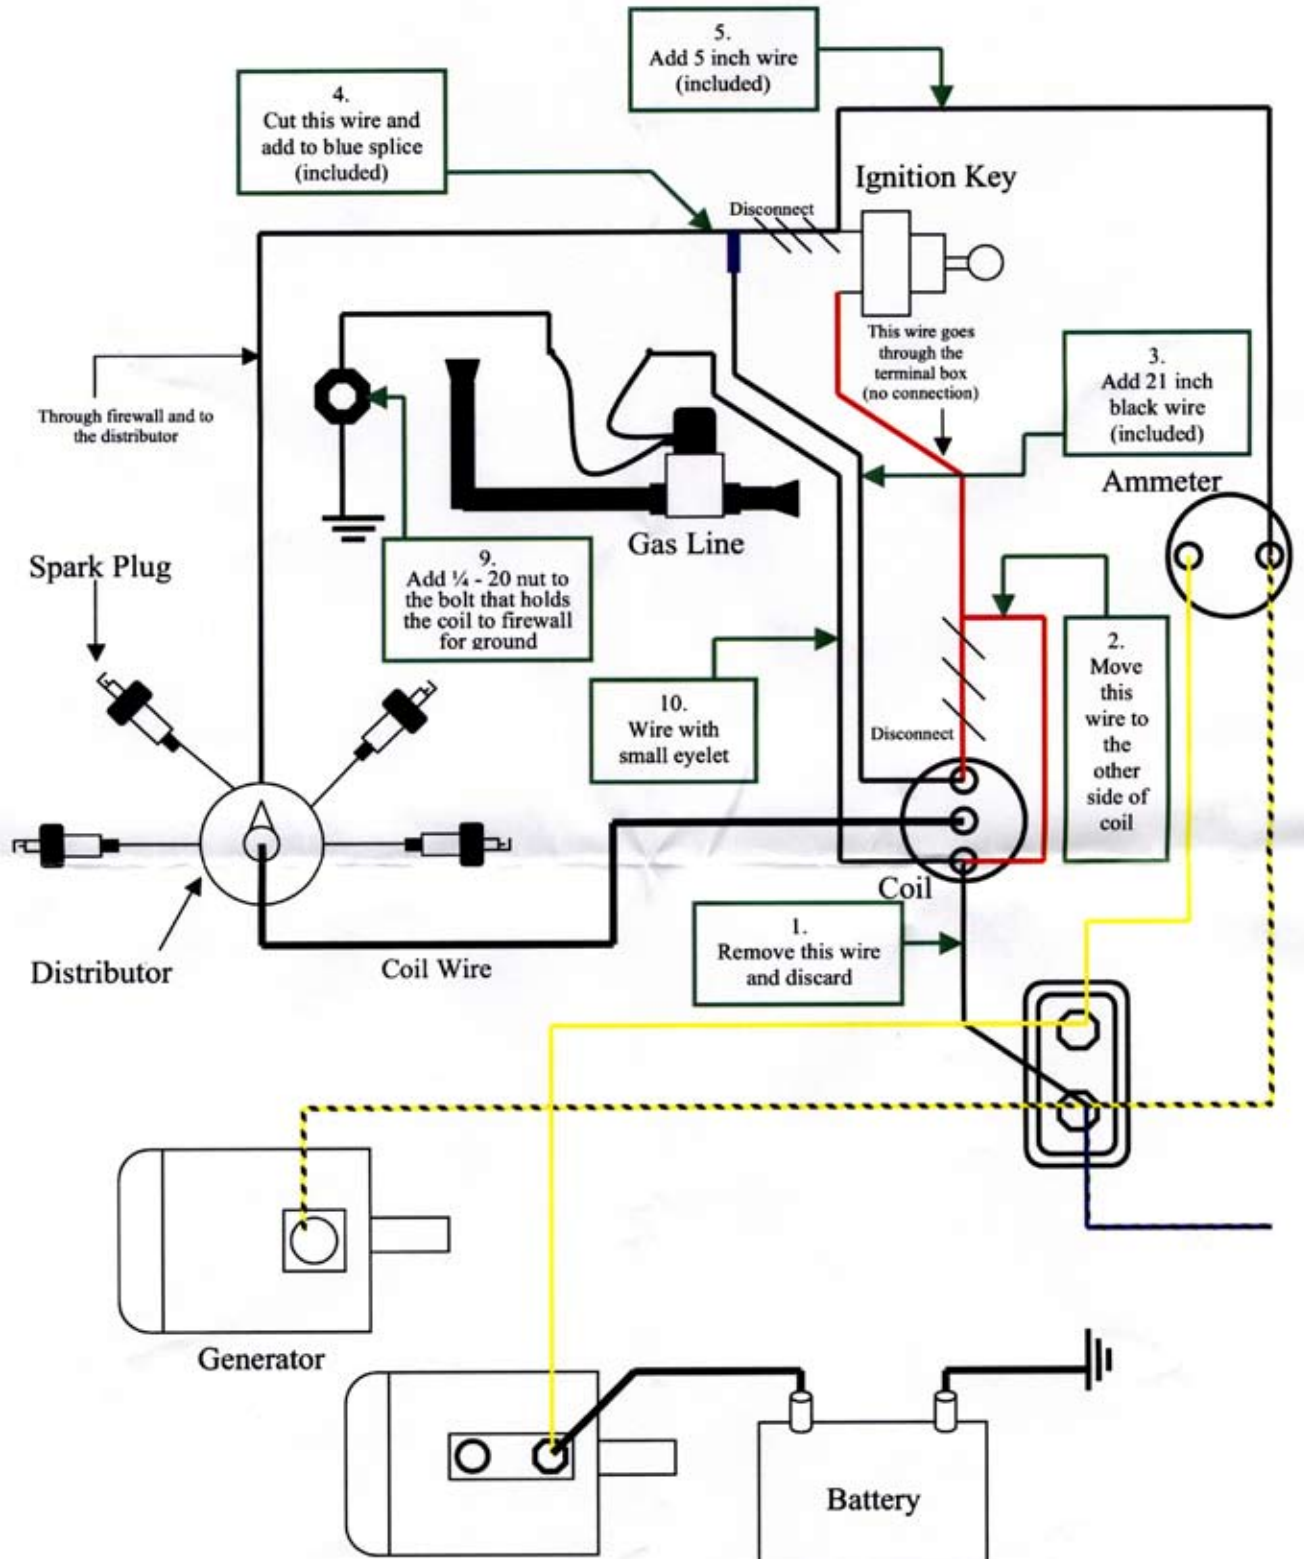 5.
Add 5 inch wire
(included)
4.
Cut this wire and
add to blue splice
(included)
Ignition Key
Disconnect
This wire goes
through the
terminal box
(no connection)
3.
Add 21 inch
black wire
(included)
Through firewall and to
the distributor
Ammeter
Gas Line
Spark Plug
9.
Add ¼ - 20 nut to
the bolt that holds
the coil to firewall
for ground
2.
Move
this
wire to
the
other
side of
coil
10.
Wire with
small eyelet
Disconnect
Coil
1.
Remove this wire
and discard
Distributor
Coil Wire
Generator
Battery